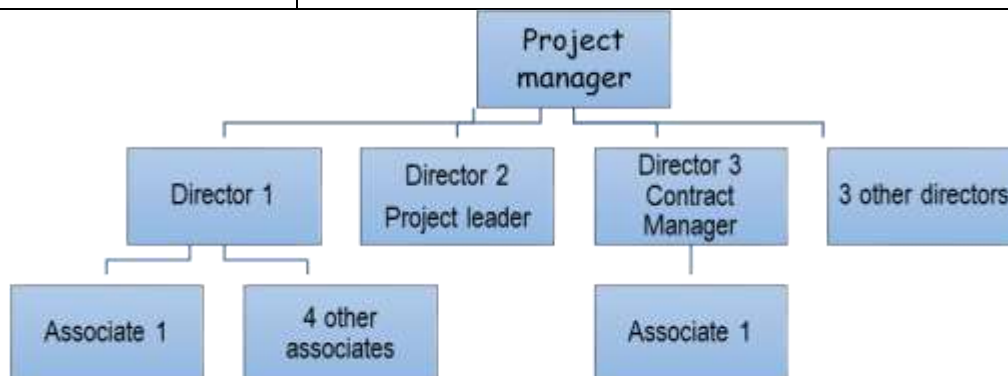 Project
manager
Director 1
Director 2
Project leader
Director 3
Contract
Manager
3 other directors
Associate 1
4 other
associates
Associate 1